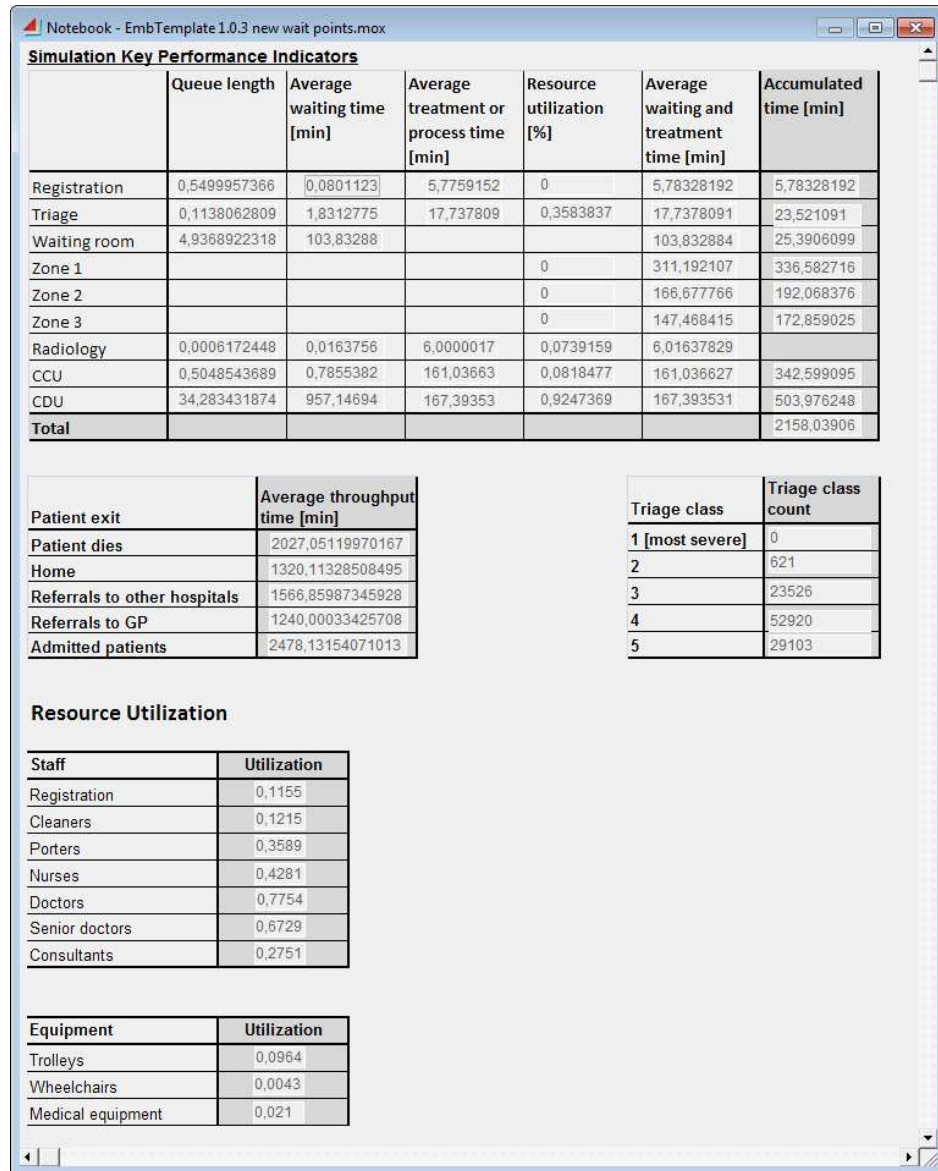 Notebook - EmbTemplate 1.0.3 new wait points.mox
Simulation Key Performance Indicators
Queue length Average waiting time [min] Average treatment or process time [min] Resource utilization [%] Average waiting and treatment time [min] Accumulated time [min]
Registration 0,5499957366 0,0801123 5,7759152 0 5,78328192 5,78328192
Triage 0,1138062809 1,8312775 17,737809 0,3583837 17,7378091 23,521091
Waiting room 4,9368922318 103,83288 103,832884 25,3906099
Zone 1 0 311,192107 336,582716
Zone 2 0 166,677766 192,068376
Zone 3 0 147,468415 172,859025
Radiology 0,0006172448 0,0163756 6,0000017 0,0739159 6,01637829
CCU 0,5048543689 0,7855382 161,03663 0,0818477 161,036627 342,599095
CDU 34,283431874 957,14694 167,39353 0,9247369 167,393531 503,976248
Total 2158,03906
Patient exit Average throughput time [min]
Patient dies 2027,05119970167
Home 1320,11328508495
Referrals to other hospitals 1566,85987345928
Referrals to GP 1240,00033425708
Admitted patients 2478,13154071013
Triage class Triage class count
1 [most severe] 0
2 621
3 23526
4 52920
5 29103
Resource Utilization
Staff Utilization
Registration 0,1155
Cleaners 0,1215
Porters 0,3589
Nurses 0,4281
Doctors 0,7754
Senior doctors 0,6729
Consultants 0,2751
Equipment Utilization
Trolleys 0,0964
Wheelchairs 0,0043
Medical equipment 0,021